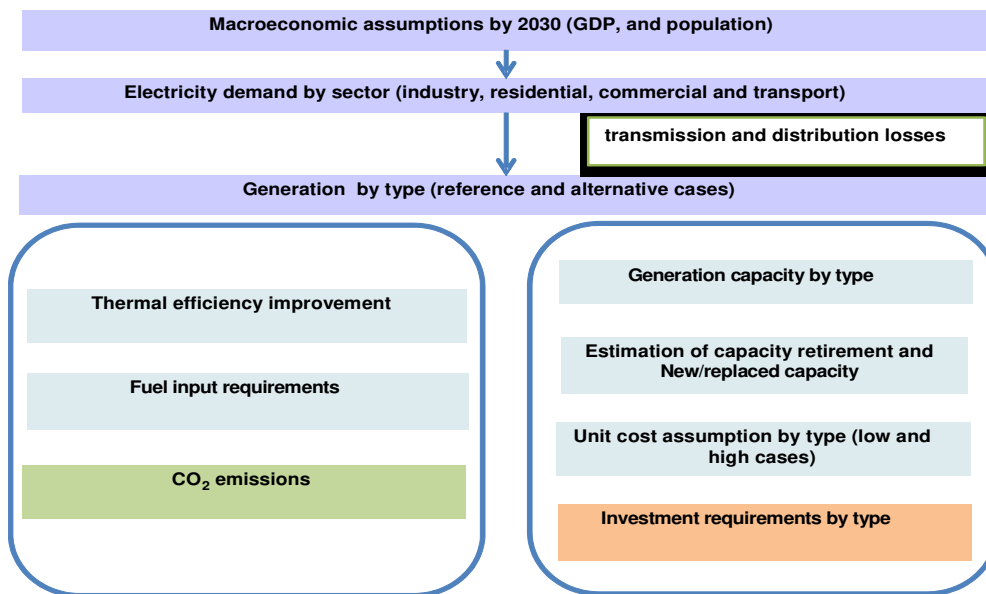 Macroeconomic assumptions by 2030 (GDP, and population)
Electricity demand by sector (industry, residential, commercial and transport)
transmission and distribution losses
Generation by type (reference and alternative cases)
Thermal efficiency improvement
Fuel input requirements
CO₂ emissions
Generation capacity by type
Estimation of capacity retirement and
New/replaced capacity
Unit cost assumption by type (low and
high cases)
Investment requirements by type